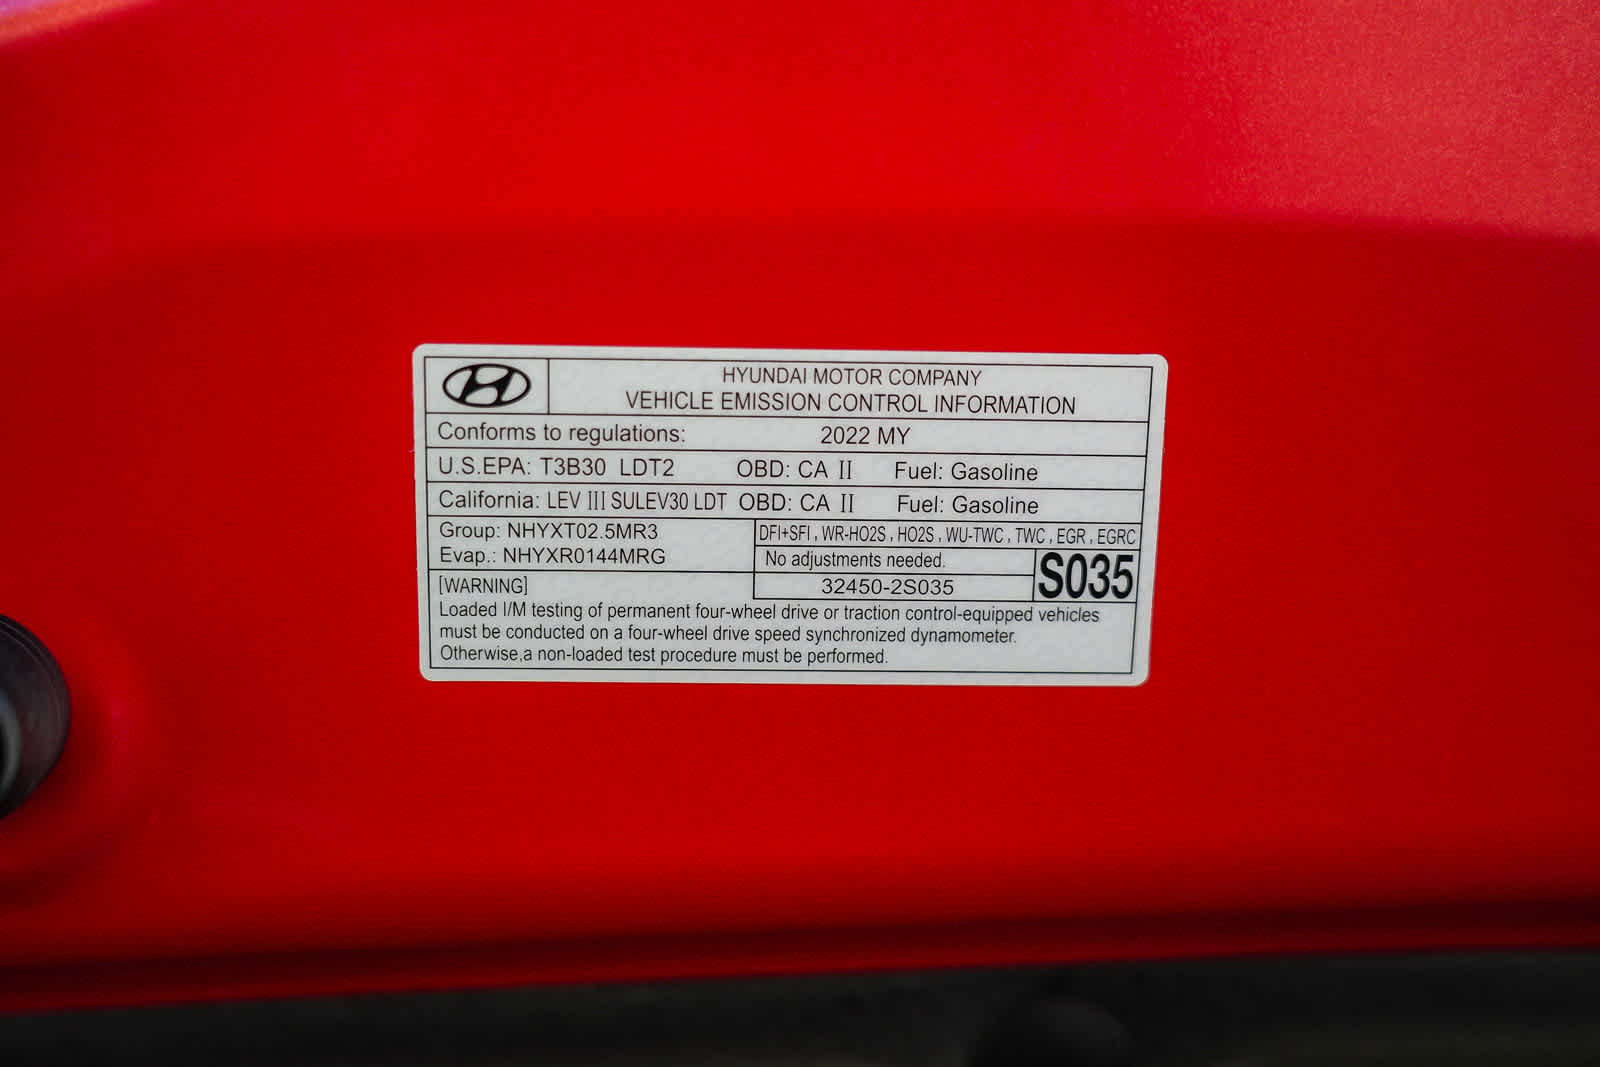 HYUNDAI MOTOR COMPANY
VEHICLE EMISSION CONTROL INFORMATION
Conforms to regulations: 2022 MY
U.S.EPA: T3B30 LDT2 OBD: CA II Fuel: Gasoline
California: LEV III SULEV30 LDT OBD: CA II Fuel: Gasoline
Group: NHYXT02.5MR3
Evap.: NHYXR0144MRG
DFI+SFI , WR-HO2S , HO2S , WU-TWC , TWC , EGR , EGRC
No adjustments needed.
32450-2S035
S035
[WARNING]
Loaded I/M testing of permanent four-wheel drive or traction control-equipped vehicles
must be conducted on a four-wheel drive speed synchronized dynamometer.
Otherwise,a non-loaded test procedure must be performed.